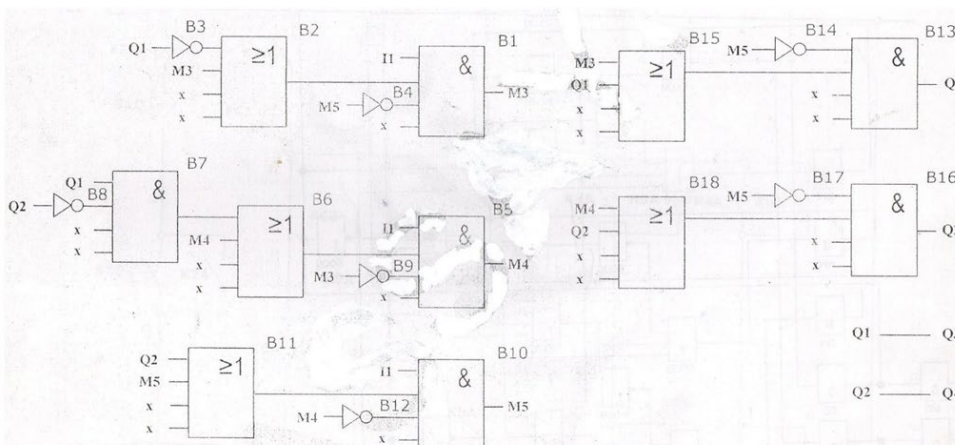 B3 B2 B1 B15 B14 B13
Q1 ≥1 I1 & M3 ≥1 M5 &
M3 B4 M3 Q1
x M5 x x
x x x x
B7 B6 B5 B18 B17 B16
Q1 & ≥1 I1 & M4 ≥1 M5 &
Q2 B8 M4 M3 B9 M4 Q2
x x x x x
x x x x
B11 B10 Q1
Q2 ≥1 I1 & Q2
M5 B12 M5
x M4
x x